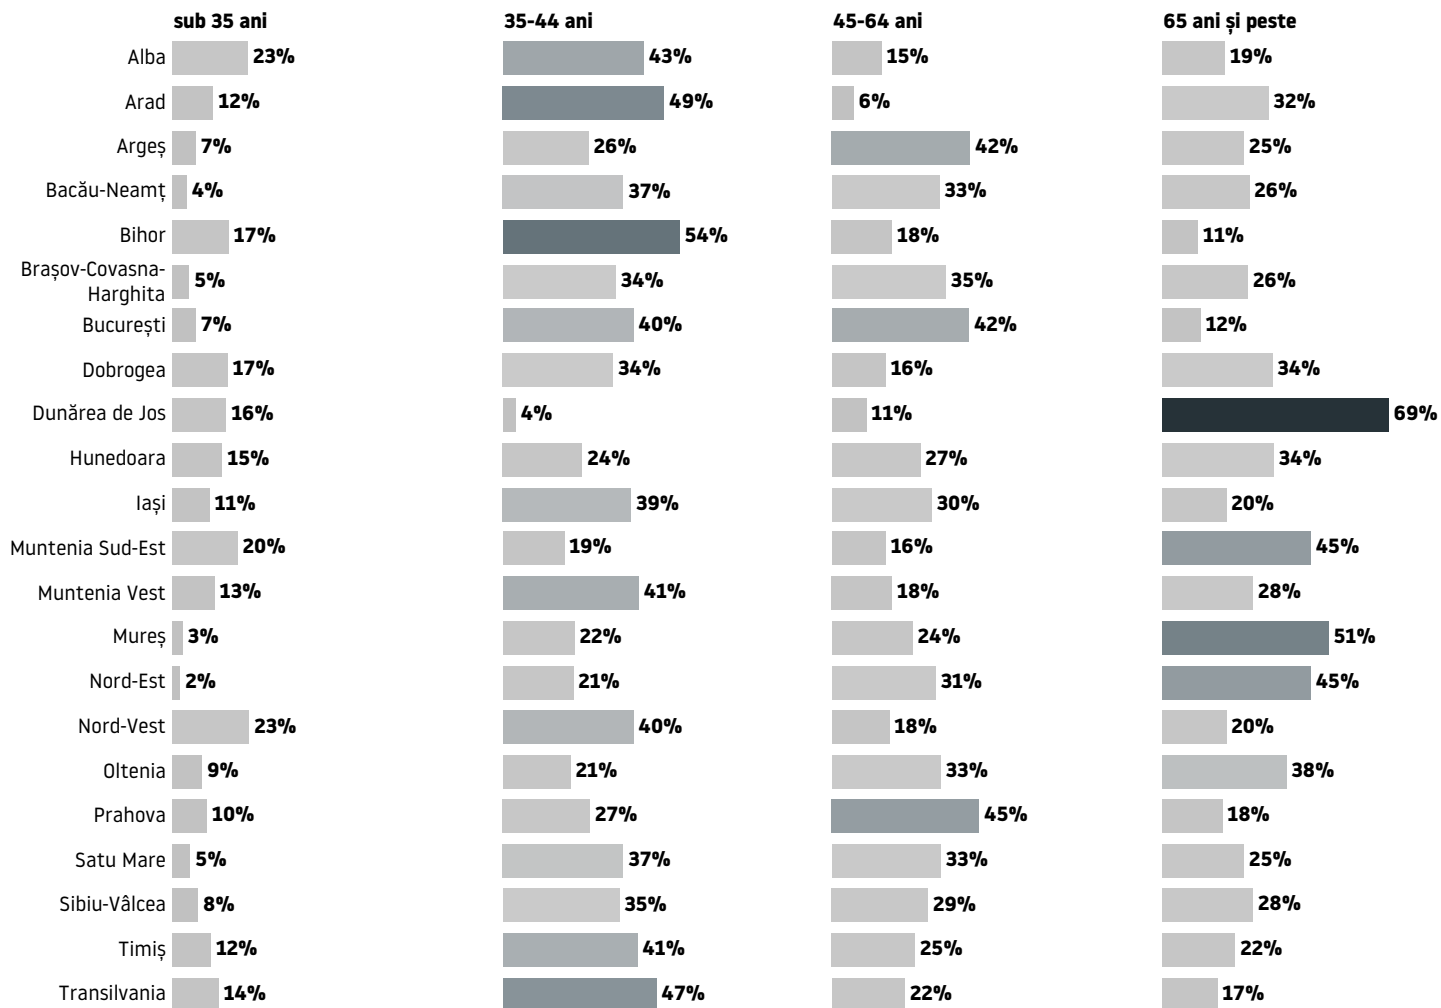 sub 35 ani 35-44 ani 45-64 ani 65 ani și peste
Alba 23% 43% 15% 19%
Arad 12% 49% 6% 32%
Argeș 7% 26% 42% 25%
Bacău-Neamț 4% 37% 33% 26%
Bihor 17% 54% 18% 11%
Brașov-Covasna-
Harghita 5% 34% 35% 26%
București 7% 40% 42% 12%
Dobrogea 17% 34% 16% 34%
Dunărea de Jos 16% 4% 11% 69%
Hunedoara 15% 24% 27% 34%
Iași 11% 39% 30% 20%
Muntenia Sud-Est 20% 19% 16% 45%
Muntenia Vest 13% 41% 18% 28%
Mureș 3% 22% 24% 51%
Nord-Est 2% 21% 31% 45%
Nord-Vest 23% 40% 18% 20%
Oltenia 9% 21% 33% 38%
Prahova 10% 27% 45% 18%
Satu Mare 5% 37% 33% 25%
Sibiu-Vâlcea 8% 35% 29% 28%
Timiș 12% 41% 25% 22%
Transilvania 14% 47% 22% 17%